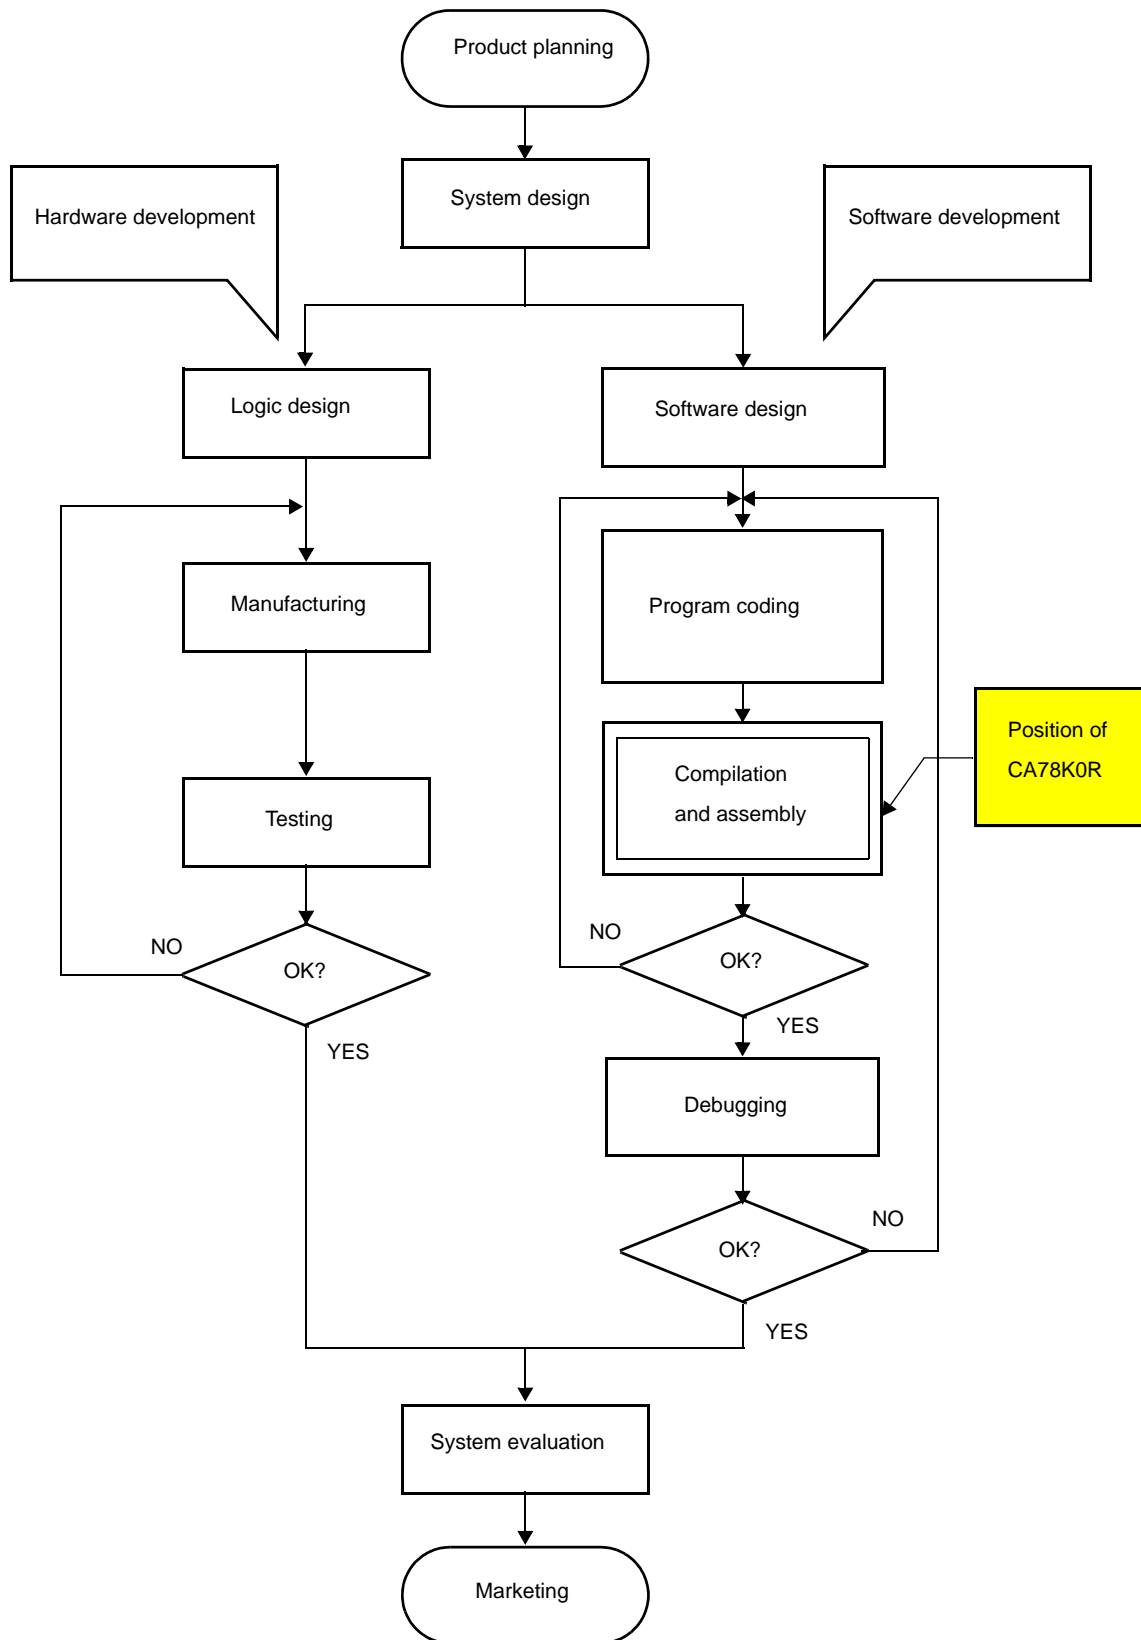 Product planning
System design
Hardware development
Software development
Logic design
Software design
Manufacturing
Program coding
Position of
CA78K0R
Compilation
and assembly
Testing
NO
OK?
YES
NO
OK?
YES
Debugging
OK?
NO
YES
System evaluation
Marketing